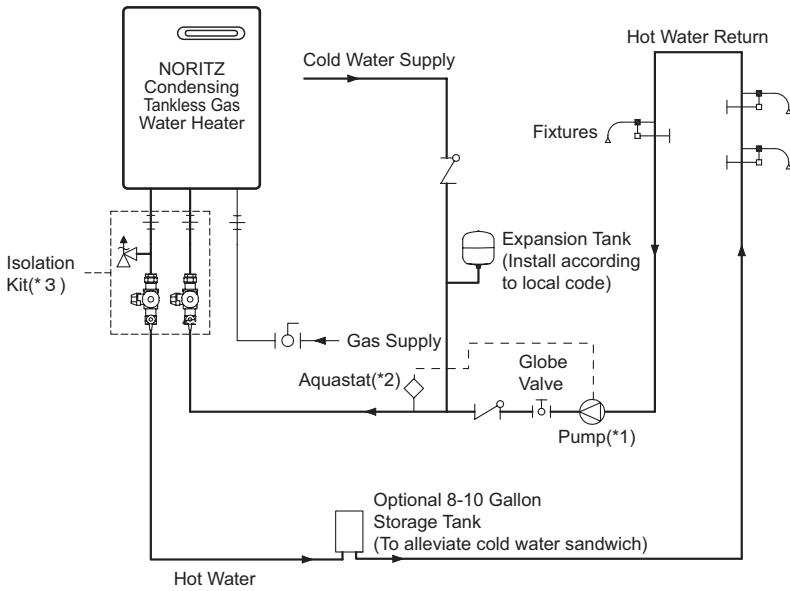 Hot Water Return
NORITZ
Condensing
Tankless Gas
Water Heater
Cold Water Supply
Fixtures
Expansion Tank
(Install according
to local code)
Isolation
Kit(*3)
Gas Supply
Aquastat(*2)
Globe
Valve
Pump(*1)
Optional 8-10 Gallon
Storage Tank
(To alleviate cold water sandwich)
Hot Water